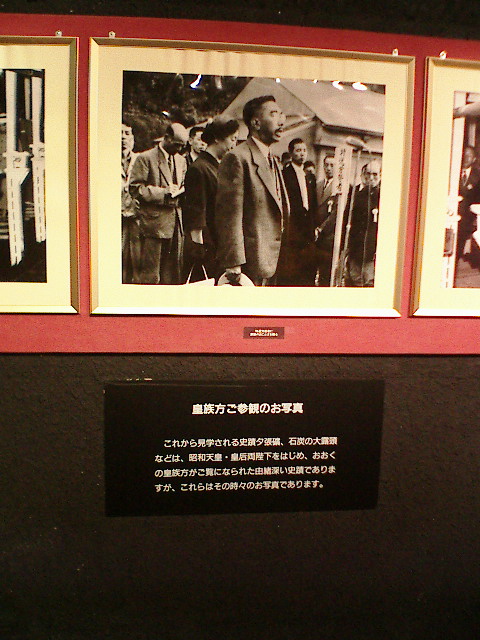 皇族方ご参観のお写真
これから見学される史蹟夕張礦、石炭の大露頭
などは、昭和天皇・皇后両陛下をはじめ、おおく
の皇族方がご覧になられた由緒深い史蹟でありま
すが、これらはその時々のお写真であります。